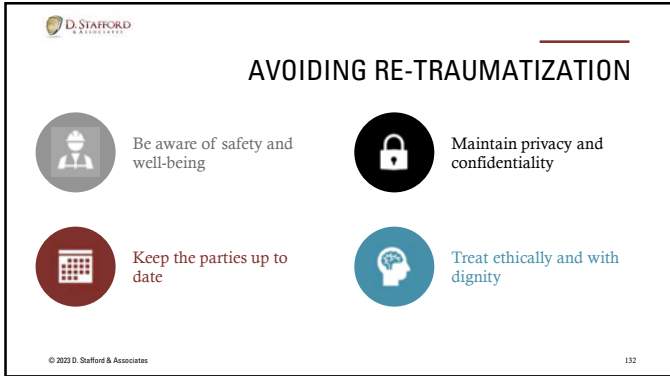 D. STAFFORD
& ASSOCIATES
AVOIDING RE-TRAUMATIZATION
Be aware of safety and
well-being
Maintain privacy and
confidentiality
Keep the parties up to
date
Treat ethically and with
dignity
© 2023 D. Stafford & Associates
132